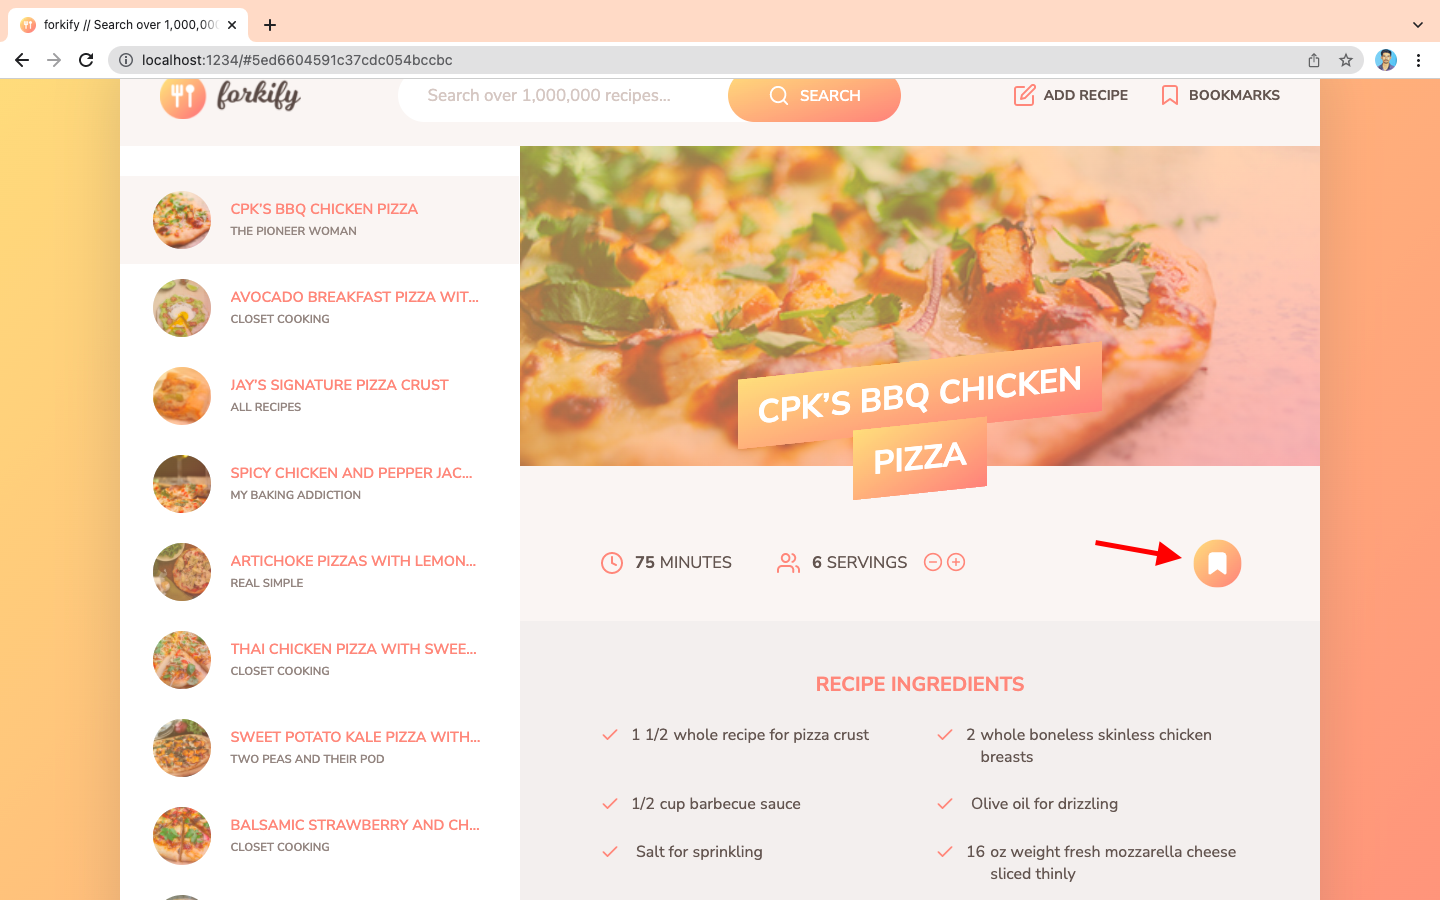 forkify // Search over 1,000,000
localhost:1234/#5ed6604591c37cdc054bccbc
forkify
Search over 1,000,000 recipes...
SEARCH
ADD RECIPE
BOOKMARKS
CPK'S BBQ CHICKEN PIZZA
THE PIONEER WOMAN
AVOCADO BREAKFAST PIZZA WIT...
CLOSET COOKING
JAY'S SIGNATURE PIZZA CRUST
ALL RECIPES
SPICY CHICKEN AND PEPPER JAC...
MY BAKING ADDICTION
ARTICHOKE PIZZAS WITH LEMON...
REAL SIMPLE
THAI CHICKEN PIZZA WITH SWEE...
CLOSET COOKING
SWEET POTATO KALE PIZZA WITH...
TWO PEAS AND THEIR POD
BALSAMIC STRAWBERRY AND CH...
CLOSET COOKING
CPK'S BBQ CHICKEN
PIZZA
75 MINUTES
6 SERVINGS
RECIPE INGREDIENTS
1 1/2 whole recipe for pizza crust
2 whole boneless skinless chicken
breasts
1/2 cup barbecue sauce
Olive oil for drizzling
Salt for sprinkling
16 oz weight fresh mozzarella cheese
sliced thinly